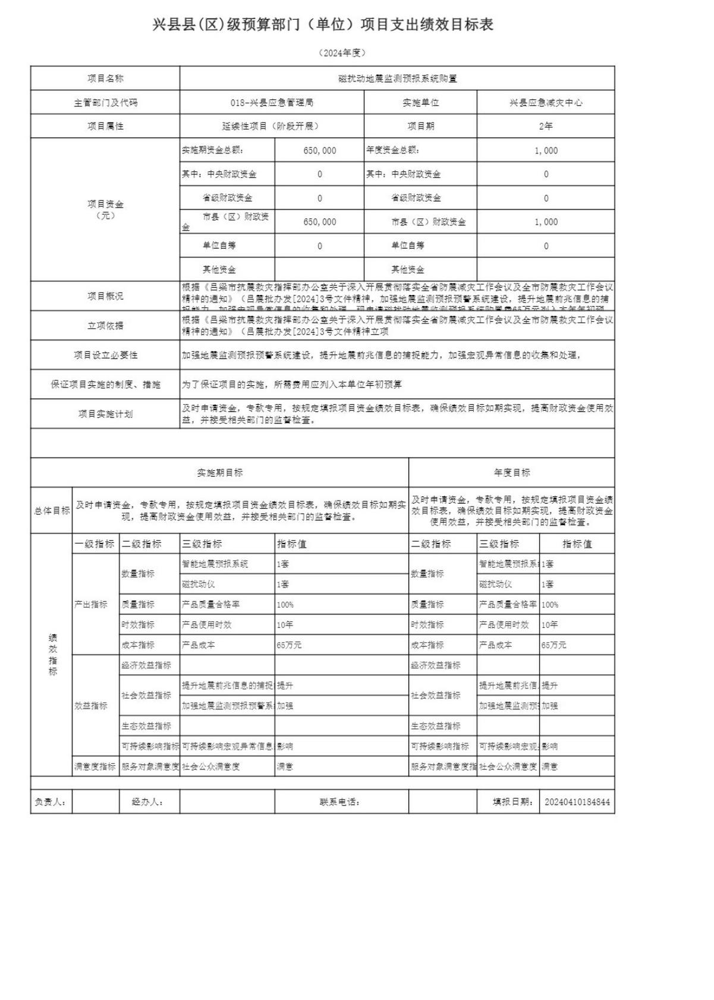 兴县县(区)级预算部门（单位）项目支出绩效目标表
（2024年度）
项目名称 磁扰动地震监测预报系统购置
主管部门及代码 018-兴县应急管理局 实施单位 兴县应急减灾中心
项目属性 延续性项目（阶段开展） 项目期 2年
项目资金
（元）
实施期资金总额： 650,000 年度资金总额： 1,000
其中：中央财政资金 0 其中：中央财政资金 0
省级财政资金 0 省级财政资金 0
市县（区）财政资
金 650,000 市县（区）财政资金 1,000
单位自筹 0 单位自筹 0
其他资金 其他资金
项目概况
根据《吕梁市抗震救灾指挥部办公室关于深入开展贯彻落实全省防震减灾工作会议及全市防震救灾工作会议
精神的通知》（吕震批办发[2024]3号文件精神，加强地震监测预报预警系统建设，提升地震前兆信息的捕
捉能力，加强宏观异常信息的收集和处理，现申请磁扰动地震监测预报系统购置费65万元列入本年年初预
立项依据
根据《吕梁市抗震救灾指挥部办公室关于深入开展贯彻落实全省防震减灾工作会议及全市防震救灾工作会议
精神的通知》（吕震批办发[2024]3号文件精神立项
项目设立必要性 加强地震监测预报预警系统建设，提升地震前兆信息的捕捉能力，加强宏观异常信息的收集和处理，
保证项目实施的制度、措施 为了保证项目的实施，所需费用应列入本单位年初预算
项目实施计划
及时申请资金，专款专用，按规定填报项目资金绩效目标表，确保绩效目标如期实现，提高财政资金使用效
益，并接受相关部门的监督检查。
实施期目标 年度目标
总体目标
及时申请资金，专款专用，按规定填报项目资金绩效目标表，确保绩效目标如期实
现，提高财政资金使用效益，并接受相关部门的监督检查。
及时申请资金，专款专用，按规定填报项目资金绩
效目标表，确保绩效目标如期实现，提高财政资金
使用效益，并接受相关部门的监督检查。
绩
效
指
标
一级指标 二级指标 三级指标 指标值 二级指标 三级指标 指标值
产出指标 数量指标 智能地震预报系统 1套 数量指标 智能地震预报系 1套
磁扰动仪 1套 磁扰动仪 1套
质量指标 产品质量合格率 100% 质量指标 产品质量合格率 100%
时效指标 产品使用时效 10年 时效指标 产品使用时效 10年
成本指标 产品成本 65万元 成本指标 产品成本 65万元
效益指标 经济效益指标 经济效益指标
社会效益指标 提升地震前兆信息的捕捉 提升 社会效益指标 提升地震前兆信 提升
加强地震监测预报预警系 加强 加强地震监测预 加强
生态效益指标 生态效益指标
可持续影响指标 可持续影响宏观异常信息 影响 可持续影响指标 可持续影响宏观 影响
满意度指标 服务对象满意度 社会公众满意度 满意 服务对象满意度指 社会公众满意度 满意
负责人： 经办人： 联系电话： 填报日期： 20240410184844